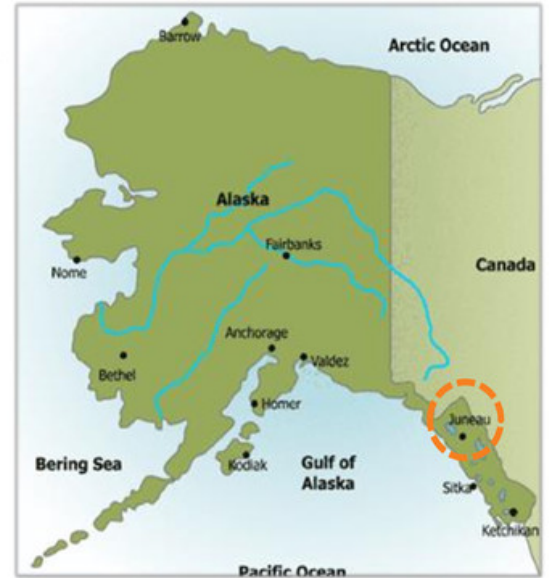 Barrow
Arctic Ocean
Alaska
Fairbanks
Canada
Nome
Anchorage
Valdez
Bethel
Homer
Juneau
Bering Sea
Kodiak
Gulf of
Alaska
Sitka
Ketchikan
Pacific Ocean